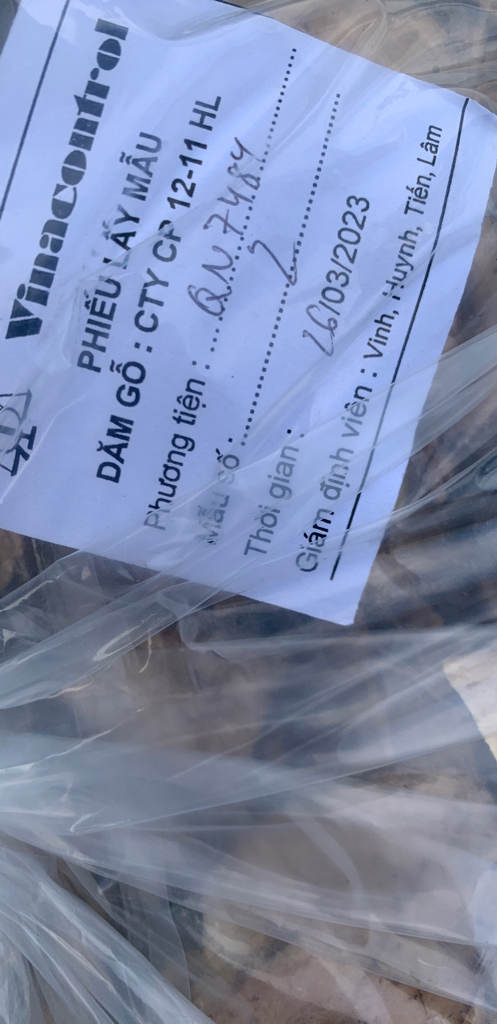 Vinacontrol
PHIẾU LẤY MẪU
DĂM GỖ : CTY CP 12-11 HL
Phương tiện : QN.7484
Mẫu số : 2
Thời gian : 26/03/2023
Giám định viên : Vinh, Huynh, Tiến, Lâm